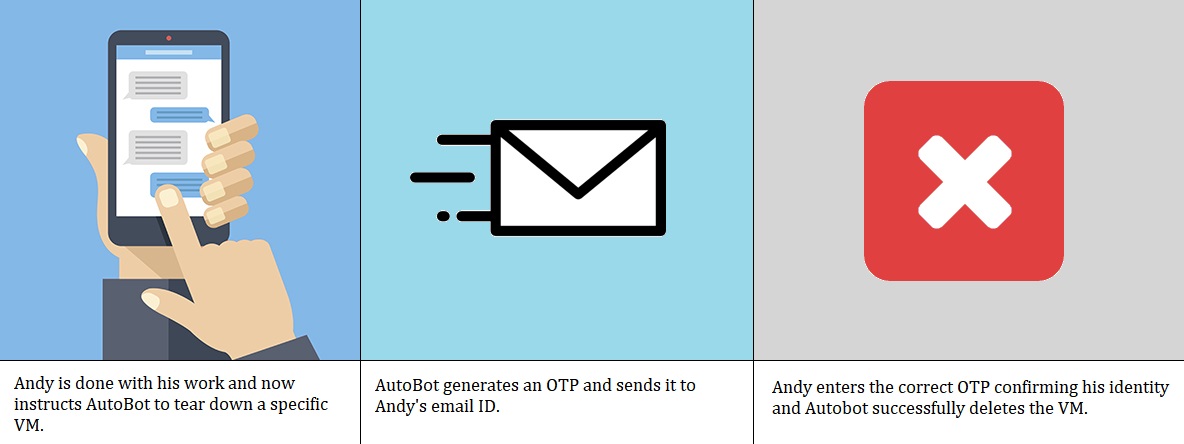 Andy is done with his work and now
instructs AutoBot to tear down a specific
VM.
AutoBot generates an OTP and sends it to
Andy's email ID.
Andy enters the correct OTP confirming his identity
and Autobot successfully deletes the VM.